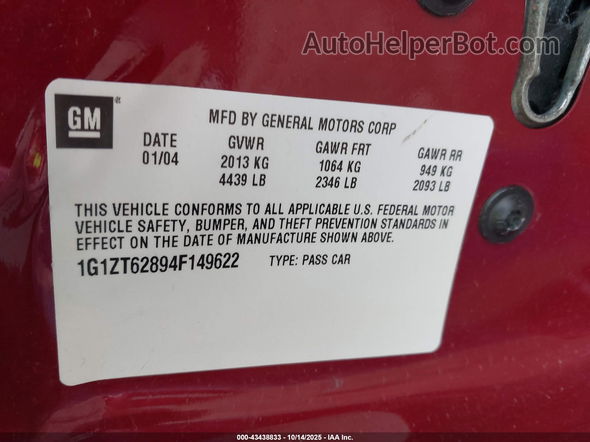 AutoHelperBot.com
GM
MFD BY GENERAL MOTORS CORP
DATE GVWR GAWR FRT GAWR RR
01/04 2013 KG 1064 KG 949 KG
4439 LB 2346 LB 2093 LB
THIS VEHICLE CONFORMS TO ALL APPLICABLE U.S. FEDERAL MOTOR
VEHICLE SAFETY, BUMPER, AND THEFT PREVENTION STANDARDS IN
EFFECT ON THE DATE OF MANUFACTURE SHOWN ABOVE.
1G1ZT62894F149622 TYPE: PASS CAR
000-43438833 - 10/14/2025 - IAA Inc.